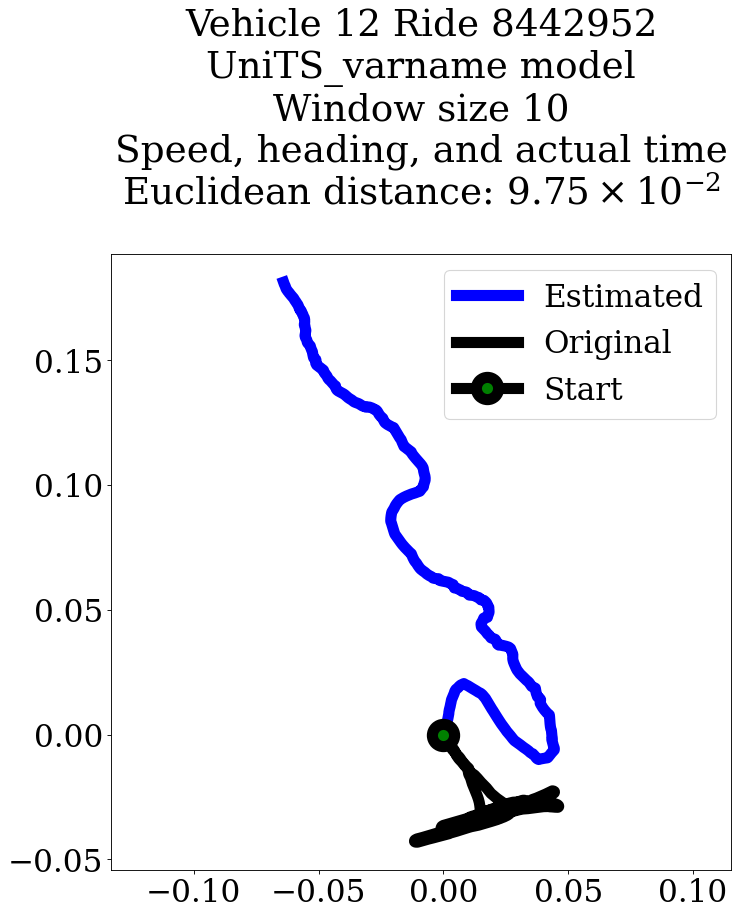 Vehicle 12 Ride 8442952
UniTS_varname model
Window size 10
Speed, heading, and actual time
Euclidean distance: 9.75 × 10⁻²
Estimated
Original
Start
0.15
0.10
0.05
0.00
−0.05
−0.10 −0.05 0.00 0.05 0.10